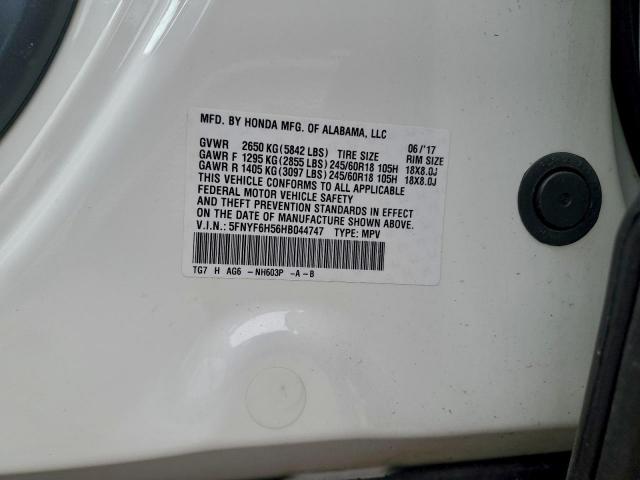 MFD. BY HONDA MFG. OF ALABAMA, LLC
GVWR 2650 KG(5842 LBS) TIRE SIZE 06/'17 RIM SIZE
GAWR F 1295 KG(2855 LBS) 245/60R18 105H 18X8.0J
GAWR R 1405 KG(3097 LBS) 245/60R18 105H 18X8.0J
THIS VEHICLE CONFORMS TO ALL APPLICABLE
FEDERAL MOTOR VEHICLE SAFETY
AND THEFT PREVENTION STANDARDS IN EFFECT
ON THE DATE OF MANUFACTURE SHOWN ABOVE.
V.I.N.: 5FNYF6H56HB044747 TYPE: MPV
TG7 H AG6 -NH603P -A-B